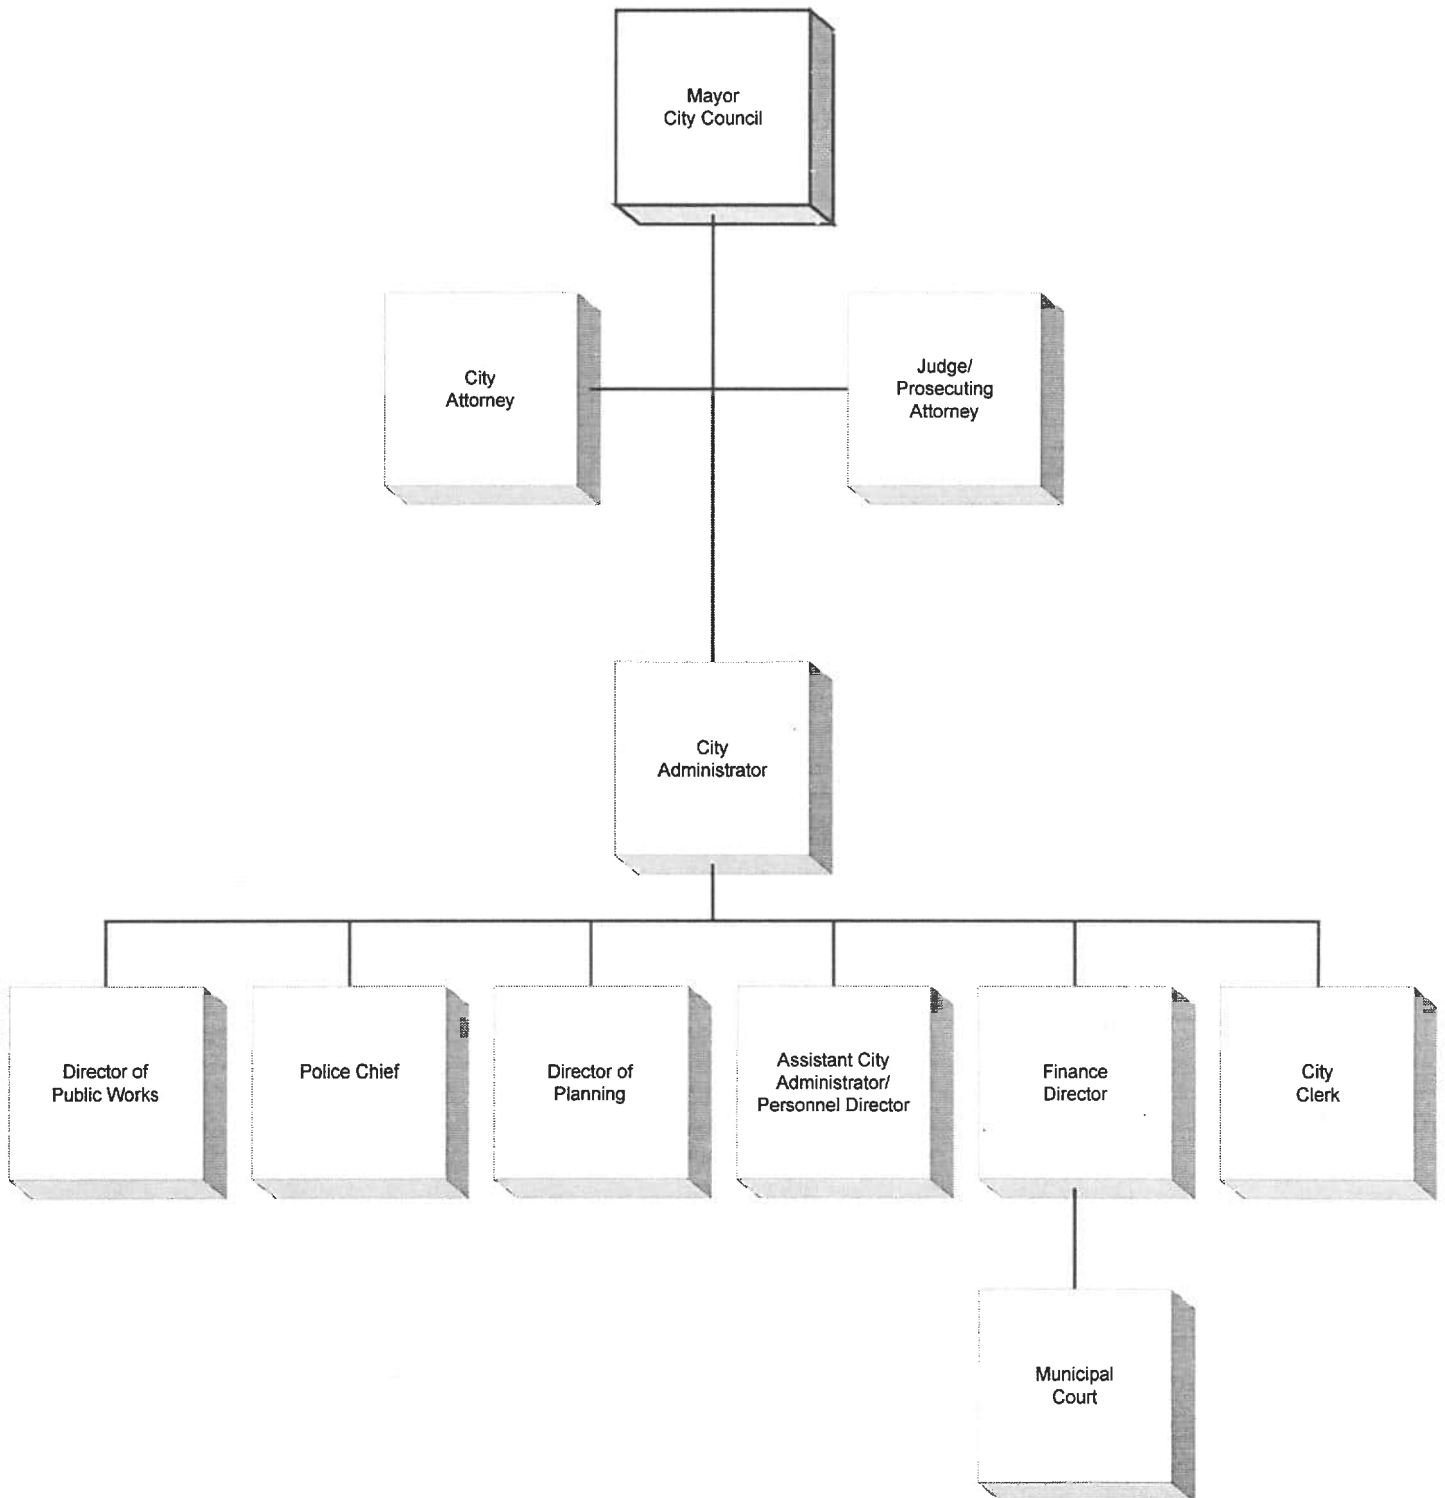 Mayor
City Council
City
Attorney
Judge/
Prosecuting
Attorney
City
Administrator
Director of
Public Works
Police Chief
Director of
Planning
Assistant City
Administrator/
Personnel Director
Finance
Director
City
Clerk
Municipal
Court